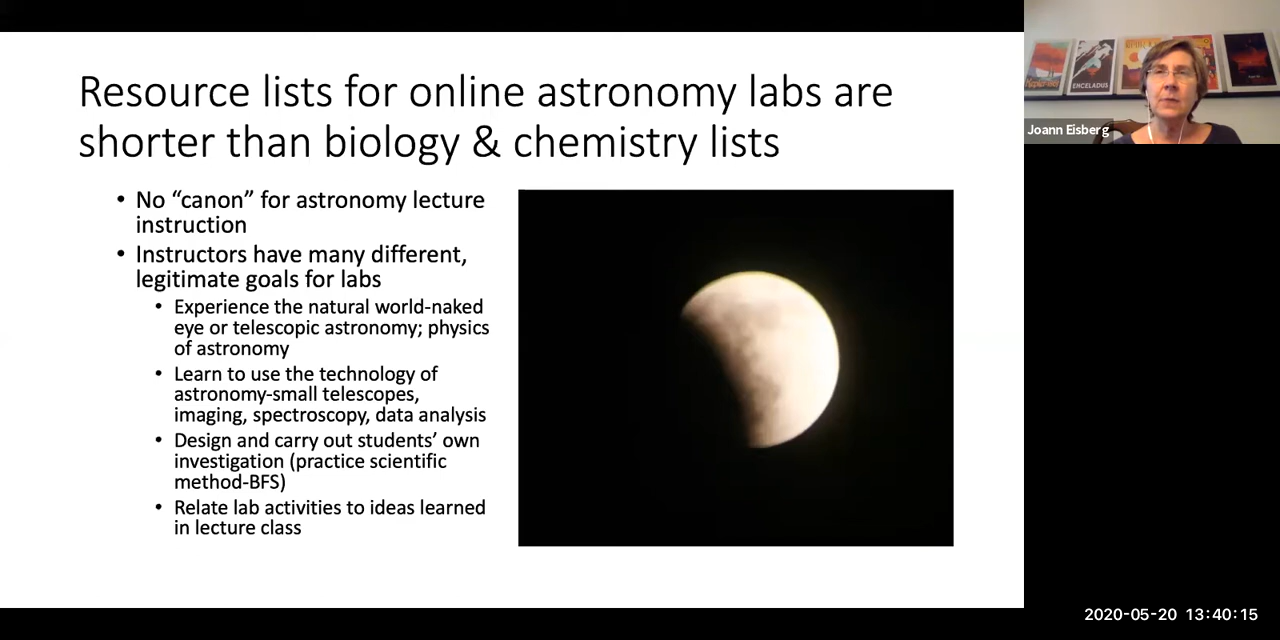 Resource lists for online astronomy labs are
shorter than biology & chemistry lists
• No “canon” for astronomy lecture
instruction
• Instructors have many different,
legitimate goals for labs
• Experience the natural world-naked
eye or telescopic astronomy; physics
of astronomy
• Learn to use the technology of
astronomy-small telescopes,
imaging, spectroscopy, data analysis
• Design and carry out students’ own
investigation (practice scientific
method-BFS)
• Relate lab activities to ideas learned
in lecture class
ENCELADUS
Joann Eisberg
2020-05-20 13:40:15